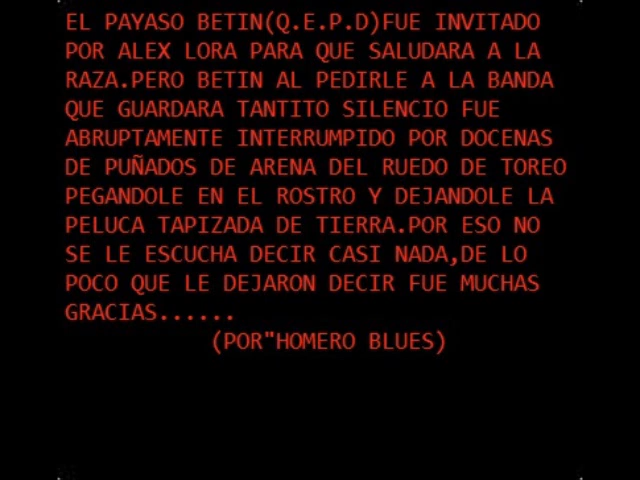 EL PAYASO BETIN(Q.E.P.D)FUE INVITADO
POR ALEX LORA PARA QUE SALUDARA A LA
RAZA.PERO BETIN AL PEDIRLE A LA BANDA
QUE GUARDARA TANTITO SILENCIO FUE
ABRUPTAMENTE INTERRUMPIDO POR DOCENAS
DE PUÑADOS DE ARENA DEL RUEDO DE TOREO
PEGANDOLE EN EL ROSTRO Y DEJANDOLE LA
PELUCA TAPIZADA DE TIERRA.POR ESO NO
SE LE ESCUCHA DECIR CASI NADA,DE LO
POCO QUE LE DEJARON DECIR FUE MUCHAS
GRACIAS......
(POR"HOMERO BLUES)